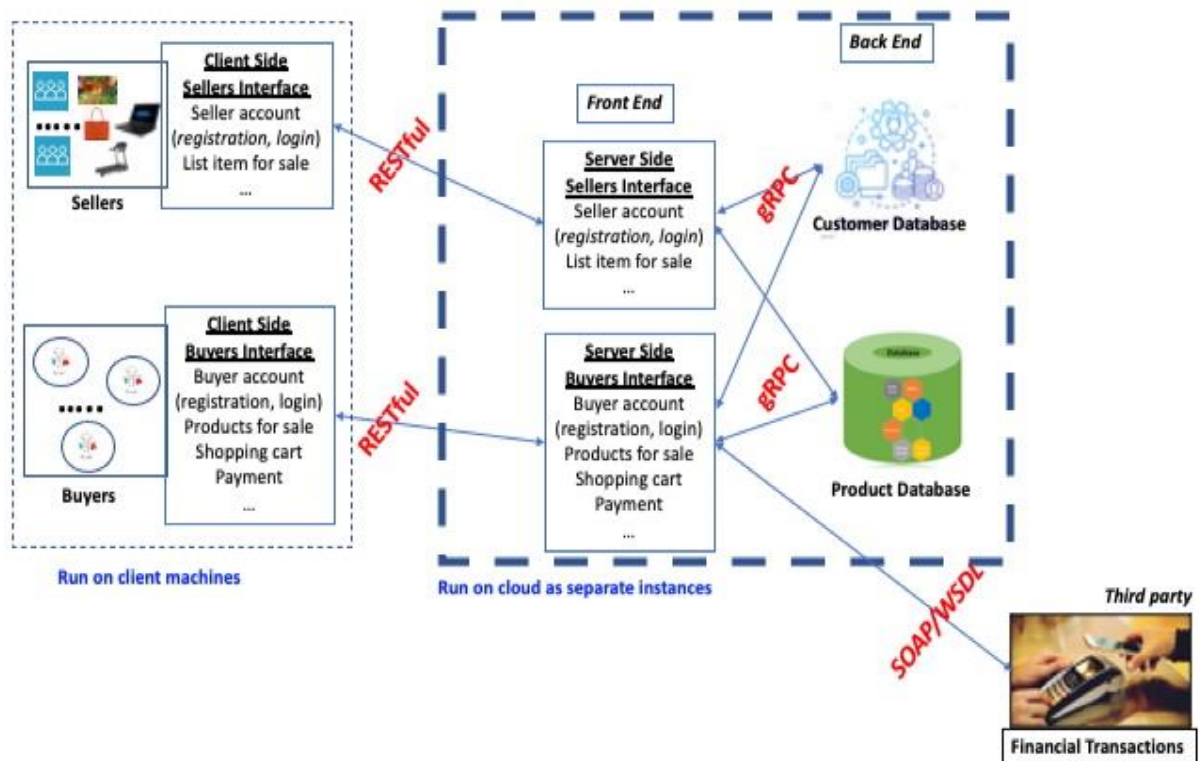 Client Side
Sellers Interface
Seller account
(registration, login)
List item for sale
...
Sellers
Client Side
Buyers Interface
Buyer account
(registration, login)
Products for sale
Shopping cart
Payment
...
Buyers
Run on client machines
RESTful
RESTful
Front End
Back End
Server Side
Sellers Interface
Seller account
(registration, login)
List item for sale
...
Server Side
Buyers Interface
Buyer account
(registration, login)
Products for sale
Shopping cart
Payment
...
gRPC
gRPC
Customer Database
Database
Product Database
Run on cloud as separate instances
SOAP/WSDL
Third party
Financial Transactions